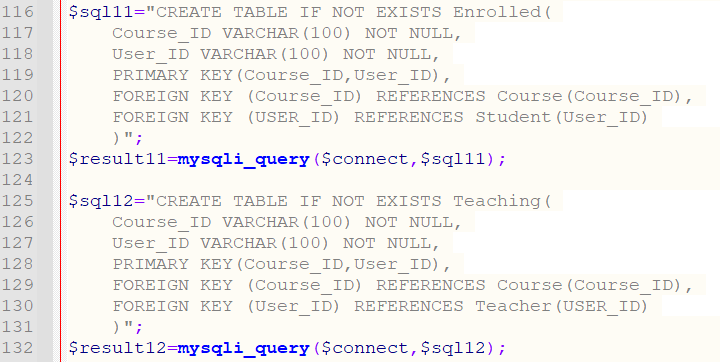 116 $sql11="CREATE TABLE IF NOT EXISTS Enrolled(
117 Course_ID VARCHAR(100) NOT NULL,
118 User_ID VARCHAR(100) NOT NULL,
119 PRIMARY KEY(Course_ID,User_ID),
120 FOREIGN KEY (Course_ID) REFERENCES Course(Course_ID),
121 FOREIGN KEY (USER_ID) REFERENCES Student(User_ID)
122 )";
123 $result11=mysqli_query($connect,$sql11);
124
125 $sql12="CREATE TABLE IF NOT EXISTS Teaching(
126 Course_ID VARCHAR(100) NOT NULL,
127 User_ID VARCHAR(100) NOT NULL,
128 PRIMARY KEY(Course_ID,User_ID),
129 FOREIGN KEY (Course_ID) REFERENCES Course(Course_ID),
130 FOREIGN KEY (User_ID) REFERENCES Teacher(USER_ID)
131 )";
132 $result12=mysqli_query($connect,$sql12);